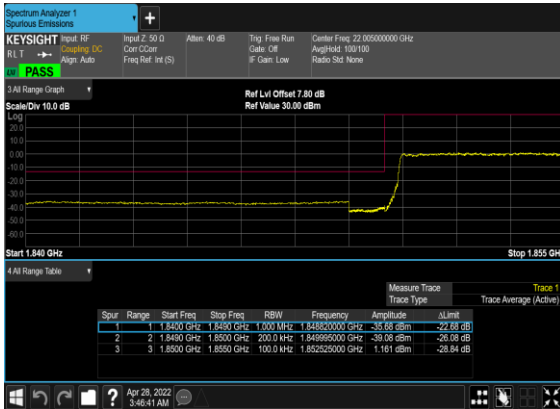 Spectrum Analyzer 1
Spurious Emissions
KEYSIGHT Input: RF Input Z: 50 Ω Atten: 40 dB Trig: Free Run Center Freq: 22.005000000 GHz
RLT Coupling: DC Corr CCorr Gate: Off Avg|Hold: 100/100
Align: Auto Freq Ref: Int (S) IF Gain: Low Radio Std: None
LXI PASS
3 All Range Graph
Ref Lvl Offset 7.80 dB
Scale/Div 10.0 dB Ref Value 30.00 dBm
Log
20.0
10.0
0.00
-10.0
-20.0
-30.0
-40.0
-50.0
-60.0
Start 1.840 GHz Stop 1.855 GH
4 All Range Table
Measure Trace Trace 1
Trace Type Trace Average (Active)
Spur Range Start Freq Stop Freq RBW Frequency Amplitude ΔLimit
1 1 1.8400 GHz 1.8490 GHz 1.000 MHz 1.848820000 GHz -35.68 dBm -22.68 dB
2 2 1.8490 GHz 1.8500 GHz 200.0 kHz 1.849995000 GHz -39.08 dBm -26.08 dB
3 3 1.8500 GHz 1.8550 GHz 100.0 kHz 1.852525000 GHz 1.161 dBm -28.84 dB
? Apr 28, 2022
3:46:41 AM